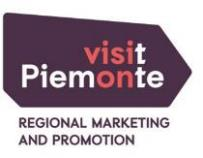 visit
Piemonte
REGIONAL MARKETING
AND PROMOTION